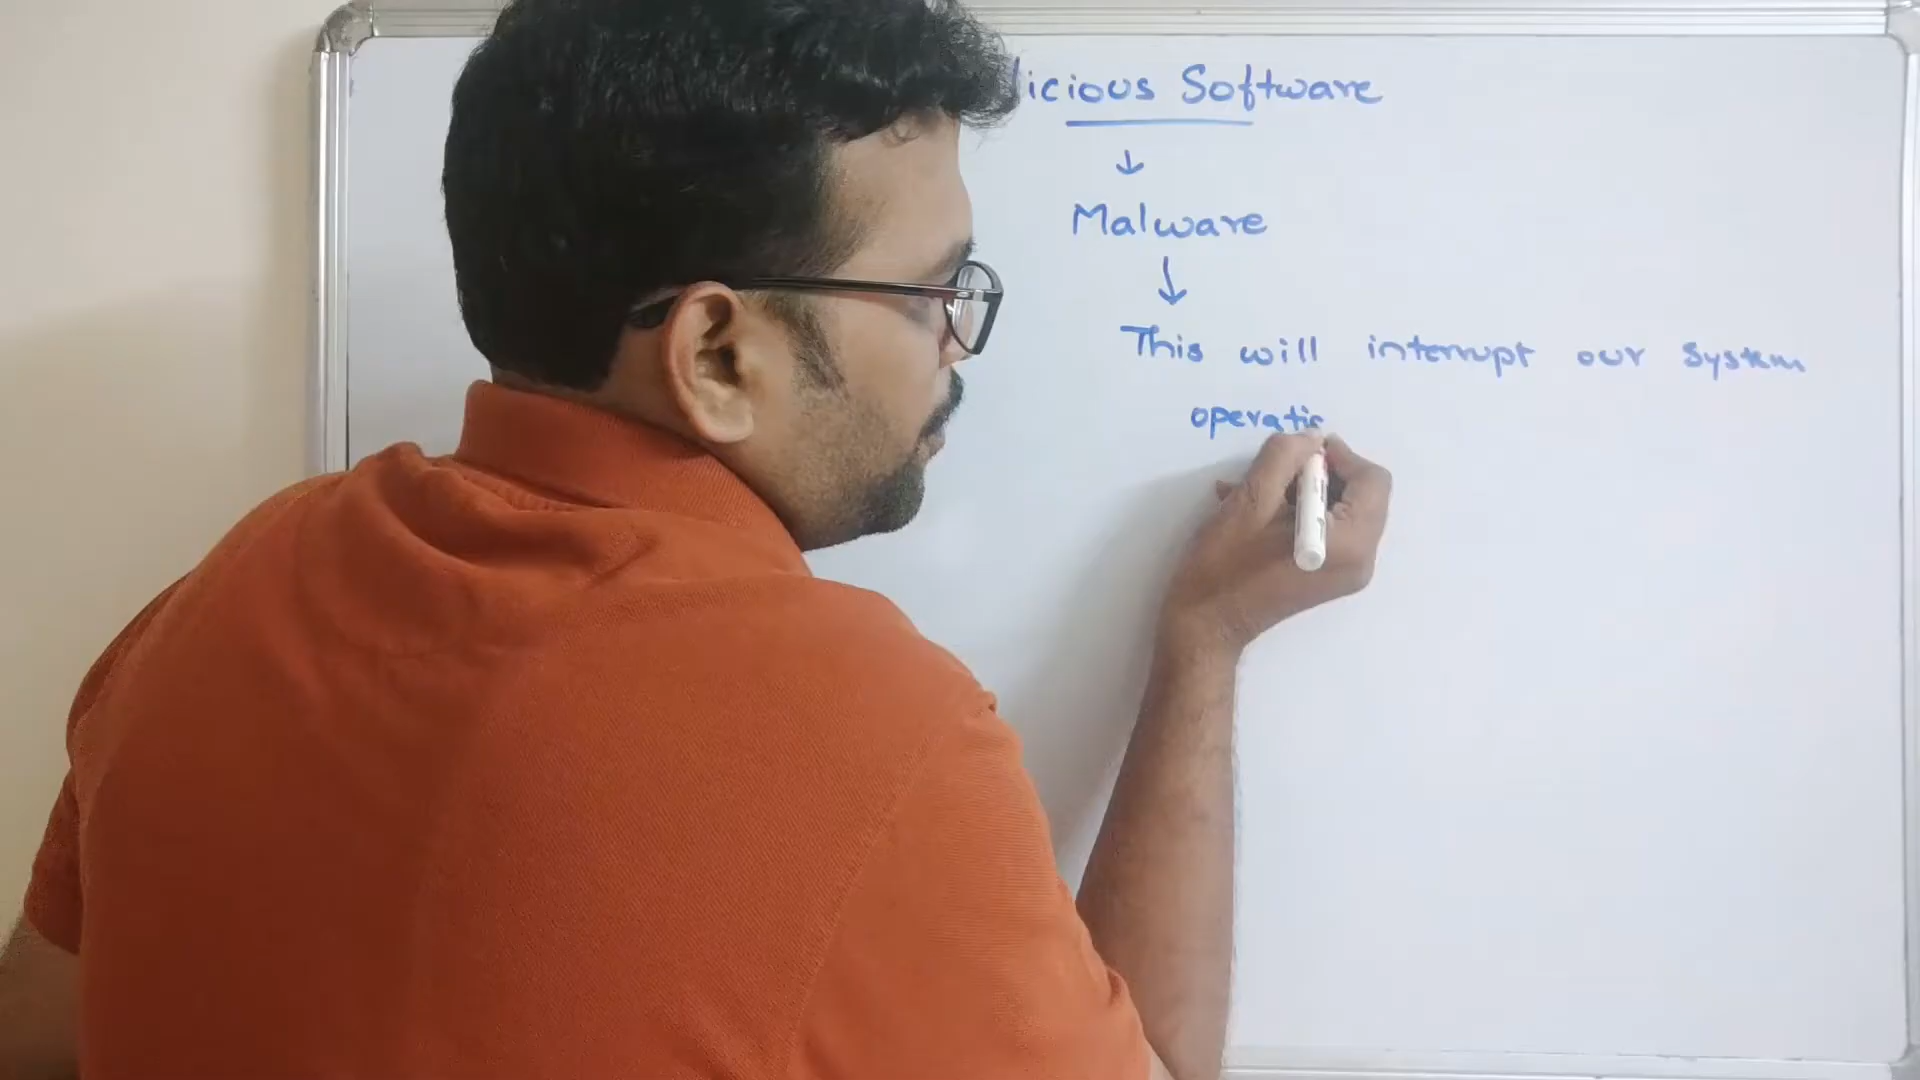 licious Software
Malware
This will interrupt our system
operatio